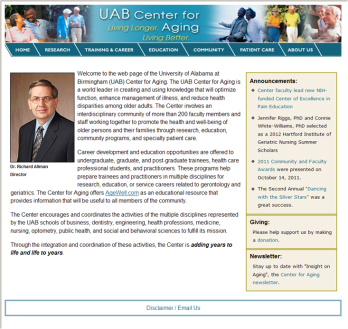 UAB Center for
Living Longer. Aging
Living Better.
HOME
RESEARCH
TRAINING & CAREER
EDUCATION
COMMUNITY
PATIENT CARE
ABOUT US
Dr. Richard Allman
Director
Welcome to the web page of the University of Alabama at
Birmingham (UAB) Center for Aging. The UAB Center for Aging is
a world leader in creating and using knowledge that will optimize
function, enhance management of illness, and reduce health
disparities among older adults. The Center involves an
interdisciplinary community of more than 200 faculty members and
staff working together to promote the health and well-being of
older persons and their families through research, education,
community programs, and specialty patient care.
Career development and education opportunities are offered to
undergraduate, graduate, and post-graduate trainees, health care
professional students, and practitioners. These programs help
prepare trainees and practitioners in multiple disciplines for
research, education, or service careers related to gerontology and
geriatrics. The Center for Aging offers AgeWell.com as an educational resource that
provides information that will be useful to all members of the community.
The Center encourages and coordinates the activities of the multiple disciplines represented
by the UAB schools of business, dentistry, engineering, health professions, medicine,
nursing, optometry, public health, and social and behavioral sciences to fulfill its mission.
Through the integration and coordination of these activities, the Center is adding years to
life and life to years.
Announcements:
Center faculty lead new NIH-
funded Center of Excellence in
Pain Education
Jennifer Riggs, PhD and Connie
White-Williams, PhD selected
as a 2012 Hartford Institute of
Geriatric Nursing Summer
Scholars
2011 Community and Faculty
Awards were presented on
October 14, 2011.
The Second Annual "Dancing
with the Silver Stars" was a
great success.
Giving:
Please help support us by making
a donation.
Newsletter:
Stay up to date with "Insight on
Aging", the Center for Aging
newsletter.
Disclaimer / Email Us